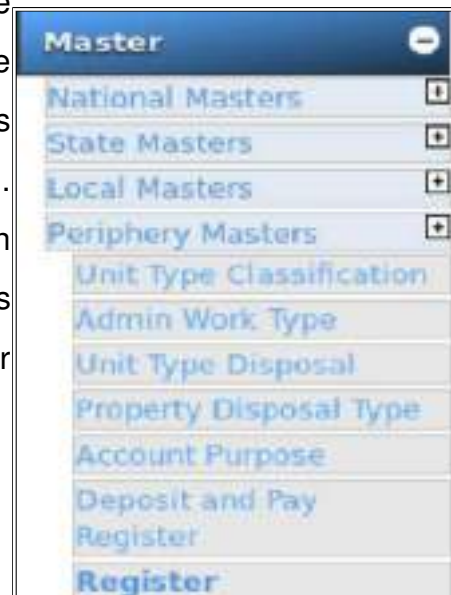 Master
National Masters
State Masters
Local Masters
Periphery Masters
Unit Type Classification
Admin Work Type
Unit Type Disposal
Property Disposal Type
Account Purpose
Deposit and Pay
Register
Register